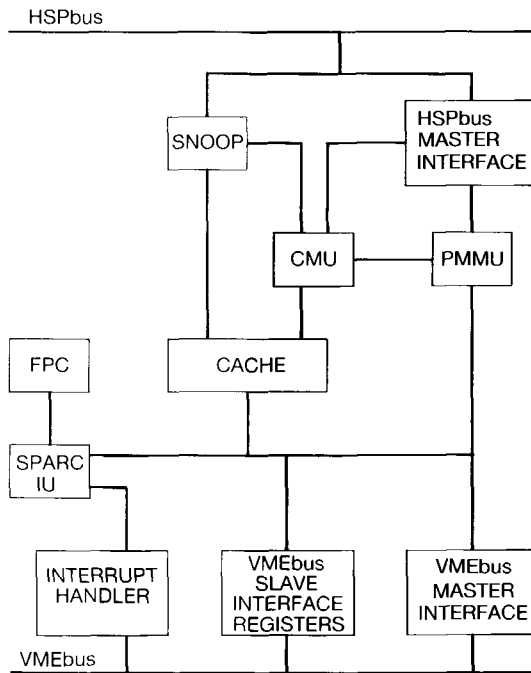 HSPbus
SNOOP
HSPbus
MASTER
INTERFACE
CMU
PMMU
FPC
CACHE
SPARC
IU
INTERRUPT
HANDLER
VMEbus
SLAVE
INTERFACE
REGISTERS
VMEbus
MASTER
INTERFACE
VMEbus